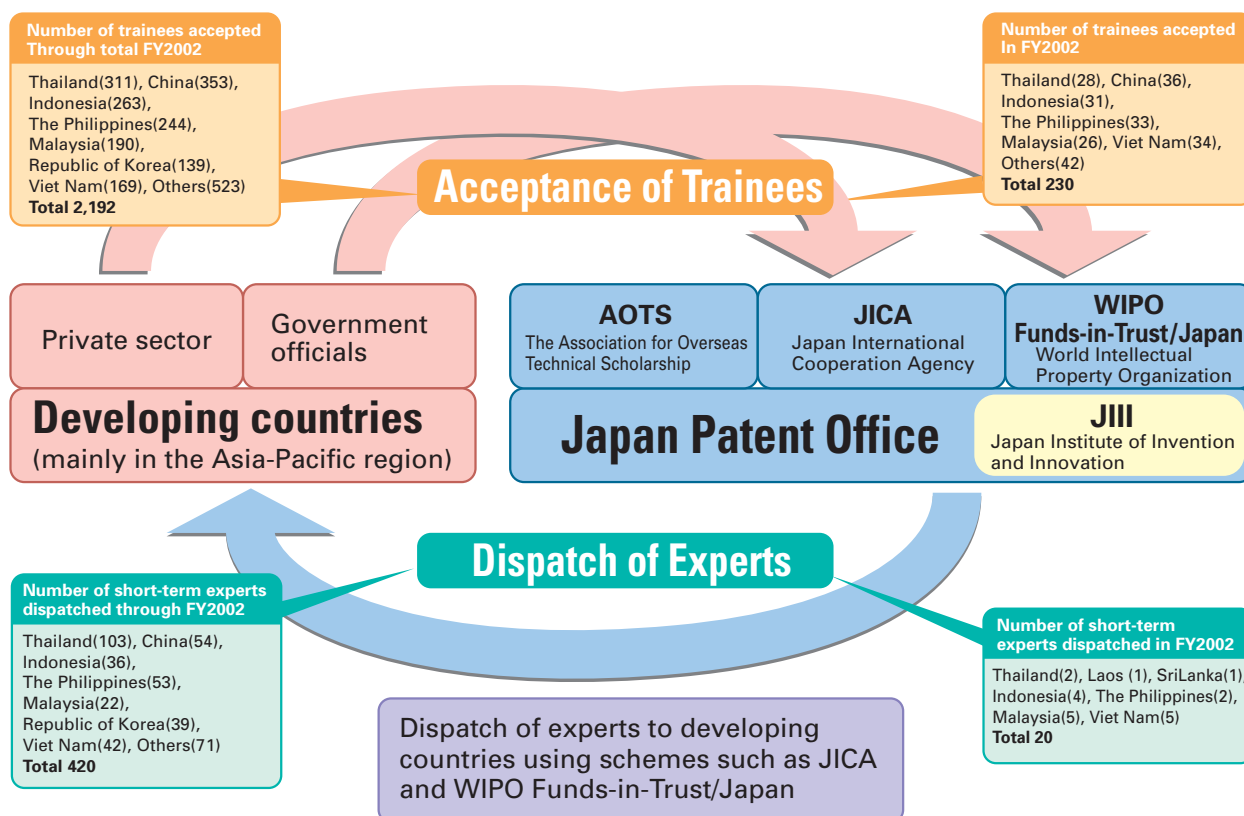 Number of trainees accepted
Through total FY2002
Thailand(311), China(353),
Indonesia(263),
The Philippines(244),
Malaysia(190),
Republic of Korea(139),
Viet Nam(169), Others(523)
Total 2,192
Number of trainees accepted
In FY2002
Thailand(28), China(36),
Indonesia(31),
The Philippines(33),
Malaysia(26), Viet Nam(34),
Others(42)
Total 230
Acceptance of Trainees
Private sector
Government
officials
Developing countries
(mainly in the Asia-Pacific region)
AOTS
The Association for Overseas
Technical Scholarship
JICA
Japan International
Cooperation Agency
WIPO
Funds-in-Trust/Japan
World Intellectual
Property Organization
Japan Patent Office
JIII
Japan Institute of Invention
and Innovation
Dispatch of Experts
Number of short-term experts
dispatched through FY2002
Thailand(103), China(54),
Indonesia(36),
The Philippines(53),
Malaysia(22),
Republic of Korea(39),
Viet Nam(42), Others(71)
Total 420
Number of short-term
experts dispatched in FY2002
Thailand(2), Laos (1), SriLanka(1),
Indonesia(4), The Philippines(2),
Malaysia(5), Viet Nam(5)
Total 20
Dispatch of experts to developing
countries using schemes such as JICA
and WIPO Funds-in-Trust/Japan